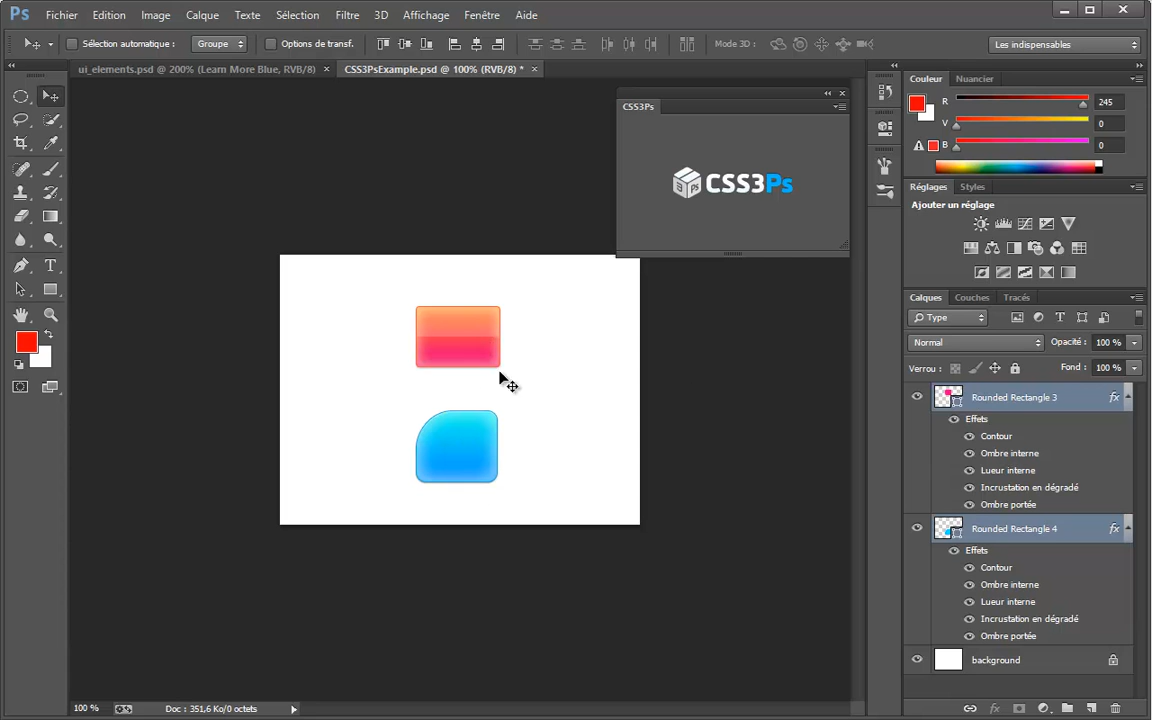 Ps Fichier Edition Image Calque Texte Sélection Filtre 3D Affichage Fenêtre Aide
Sélection automatique : Groupe Options de transf. Mode 3D : Les indispensables
ui_elements.psd @ 200% (Learn More Blue, RVB/8) × CSS3PsExample.psd @ 100% (RVB/8) * ×
CSS3Ps
CSS3Ps
Couleur Nuancier
R 245
V 0
B 0
Réglages Styles
Ajouter un réglage
Calques Couches Tracés
Type
Normal Opacité : 100 %
Verrou : Fond : 100 %
Rounded Rectangle 3 fx
Effets
Contour
Ombre interne
Lueur interne
Incrustation en dégradé
Ombre portée
Rounded Rectangle 4 fx
Effets
Contour
Ombre interne
Lueur interne
Incrustation en dégradé
Ombre portée
background
100 % Doc : 351,6 Ko/0 octets